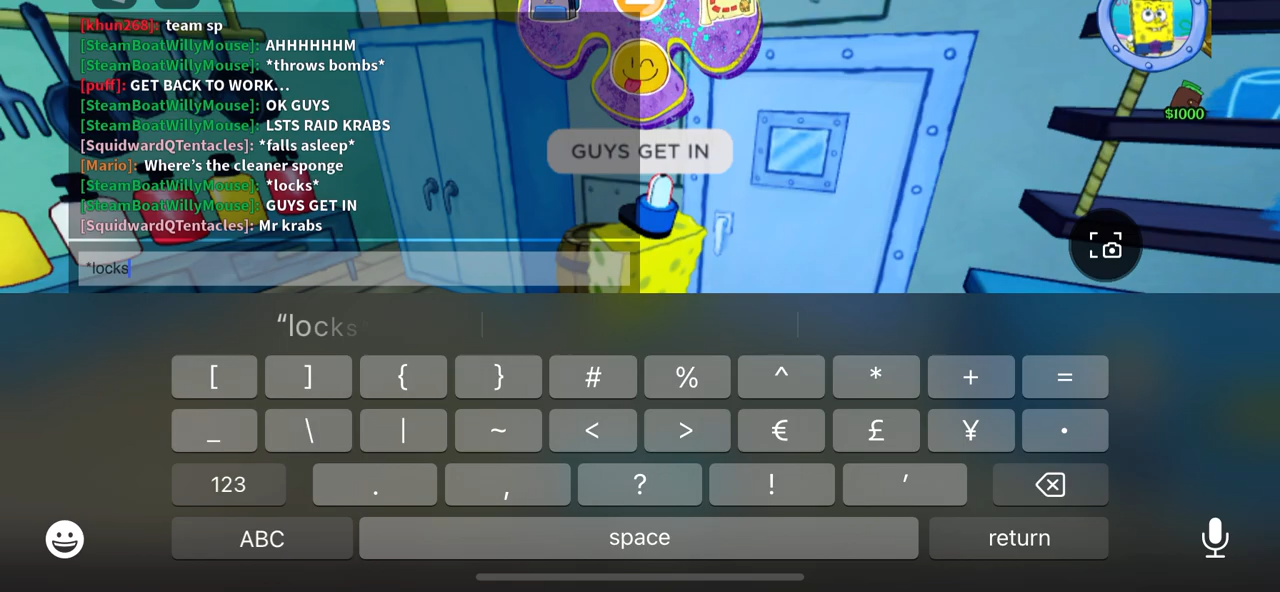 [khun268]: team sp
[SteamBoatWillyMouse]: AHHHHHHM
[SteamBoatWillyMouse]: *throws bombs*
[puff]: GET BACK TO WORK...
[SteamBoatWillyMouse]: OK GUYS
[SteamBoatWillyMouse]: LSTS RAID KRABS
[SquidwardQTentacles]: *falls asleep*
[Mario]: Where's the cleaner sponge
[SteamBoatWillyMouse]: *locks*
[SteamBoatWillyMouse]: GUYS GET IN
[SquidwardQTentacles]: Mr krabs
*locks
GUYS GET IN
$1000
“locks
[ ] { } # % ^ * + =
_ \ | ~ < > € £ ¥ •
123 . , ? ! ′
ABC space return